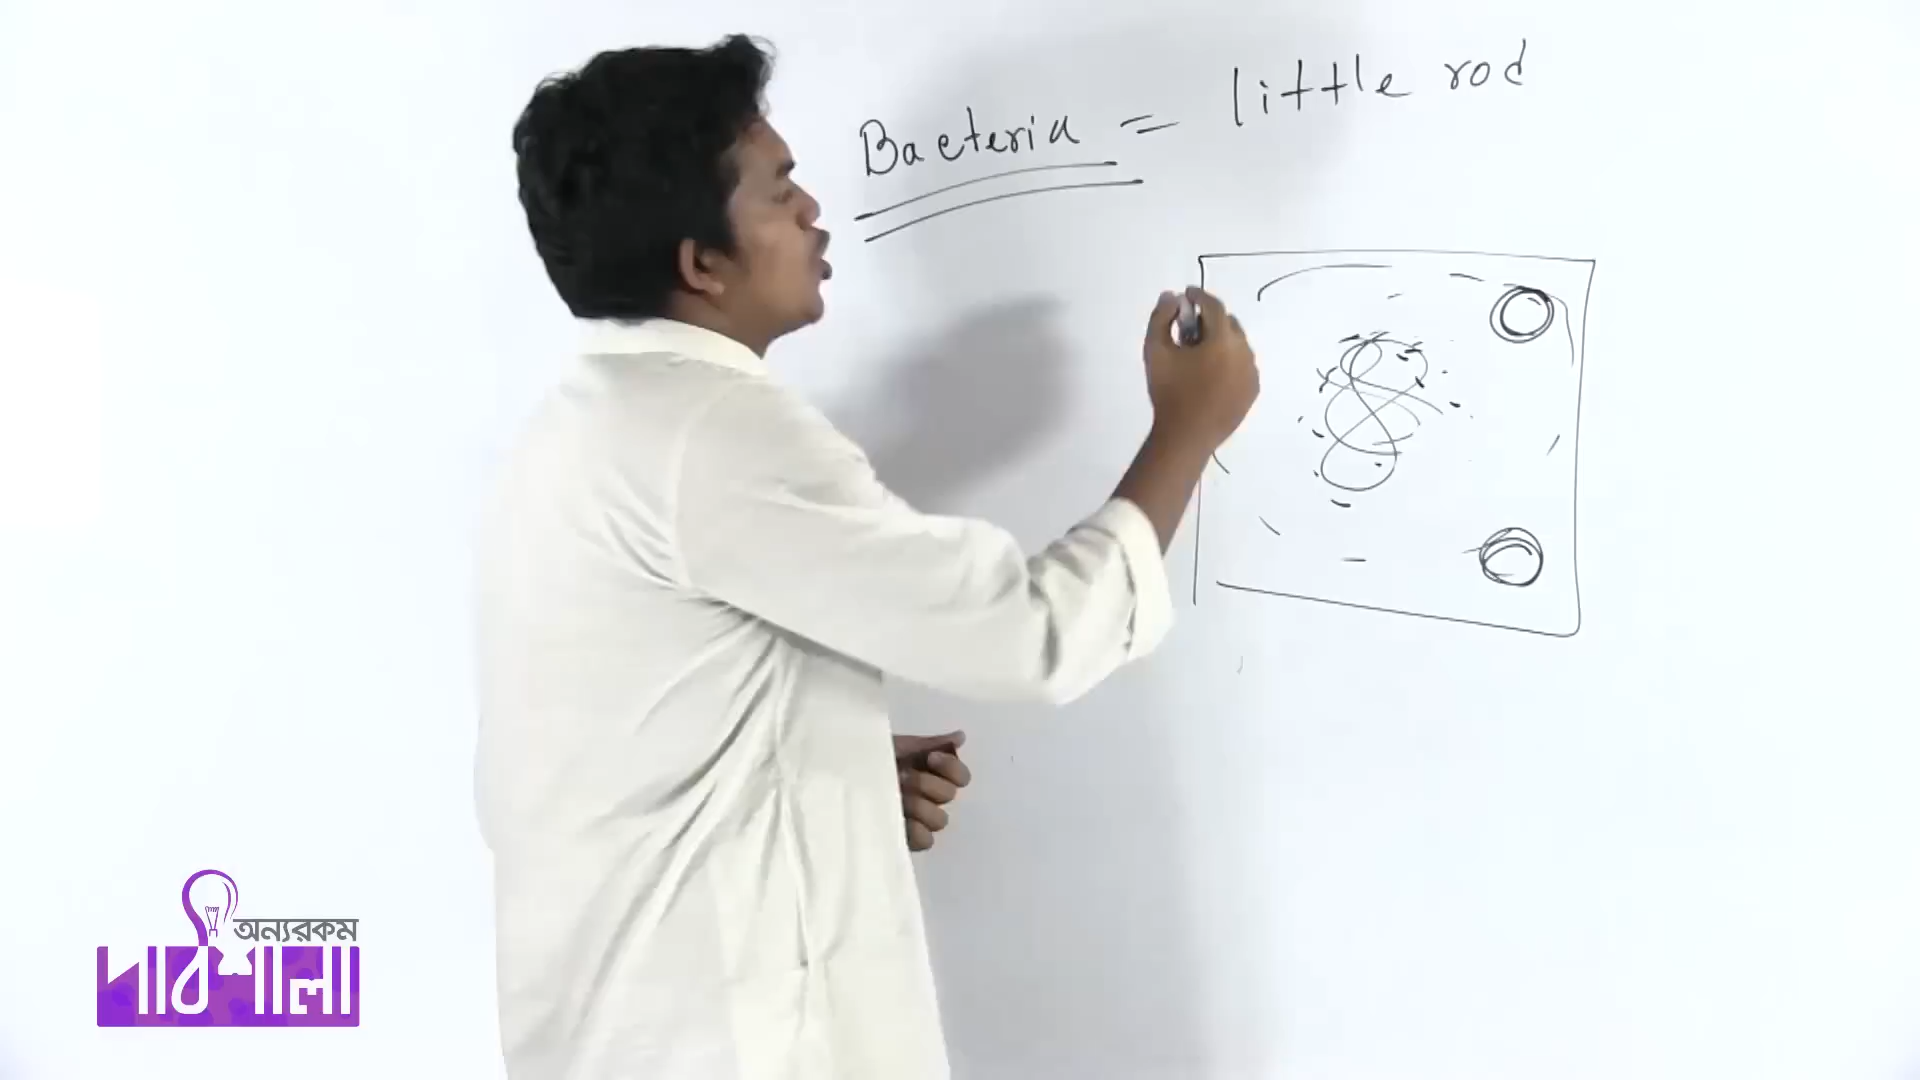 Bacteria = little rod
অন্যরকম
পাঠশালা